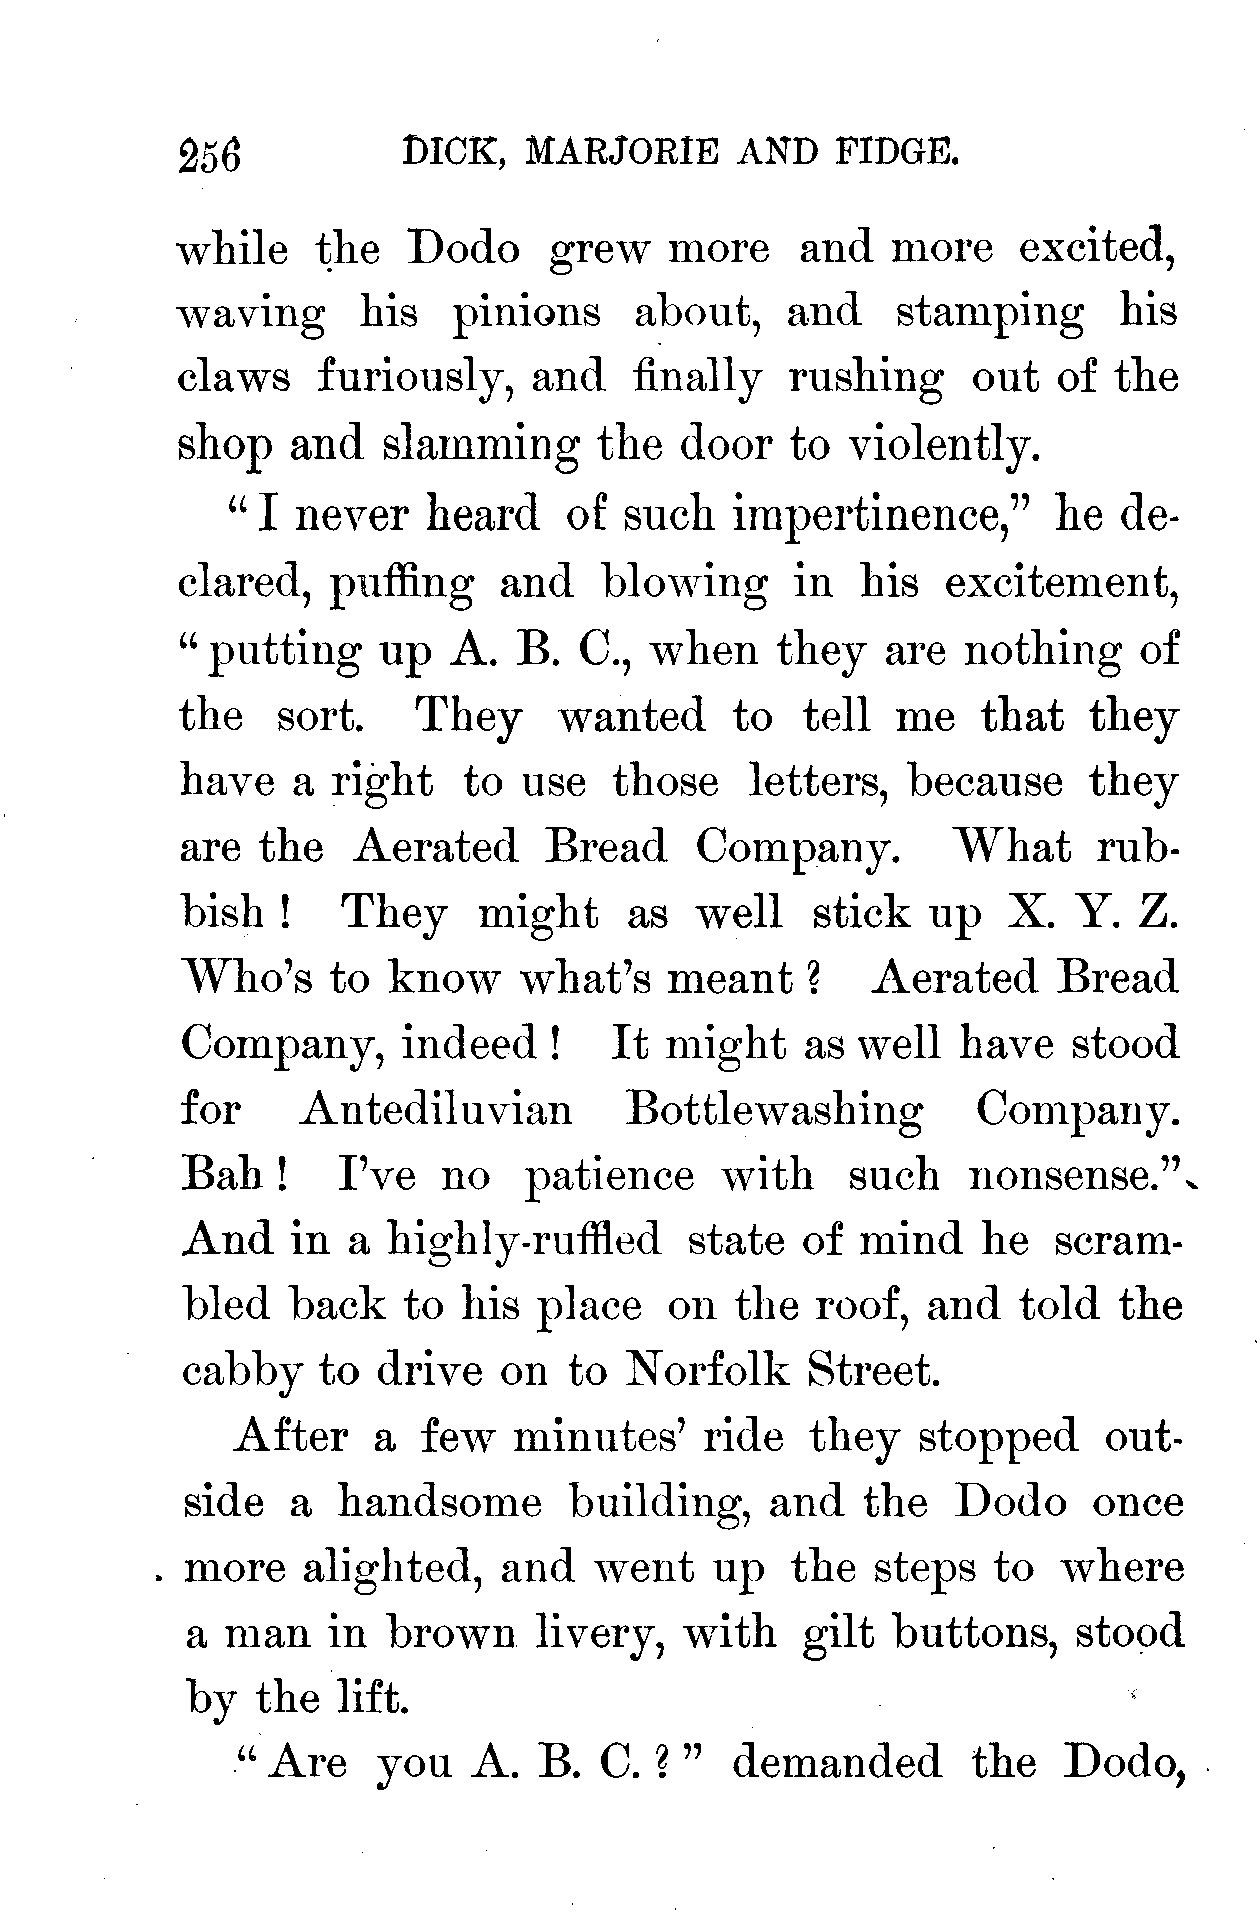 256 DICK, MARJORIE AND FIDGE.
while the Dodo grew more and more excited,
waving his pinions about, and stamping his
claws furiously, and finally rushing out of the
shop and slamming the door to violently.
“ I never heard of such impertinence,” he de-
clared, puffing and blowing in his excitement,
“ putting up A. B. C., when they are nothing of
the sort. They wanted to tell me that they
have a right to use those letters, because they
are the Aerated Bread Company. What rub-
bish ! They might as well stick up X. Y. Z.
Who’s to know what’s meant ? Aerated Bread
Company, indeed ! It might as well have stood
for Antediluvian Bottlewashing Company.
Bah ! I’ve no patience with such nonsense.”
And in a highly-ruffled state of mind he scram-
bled back to his place on the roof, and told the
cabby to drive on to Norfolk Street.
After a few minutes’ ride they stopped out-
side a handsome building, and the Dodo once
more alighted, and went up the steps to where
a man in brown livery, with gilt buttons, stood
by the lift.
“ Are you A. B. C. ? ” demanded the Dodo,